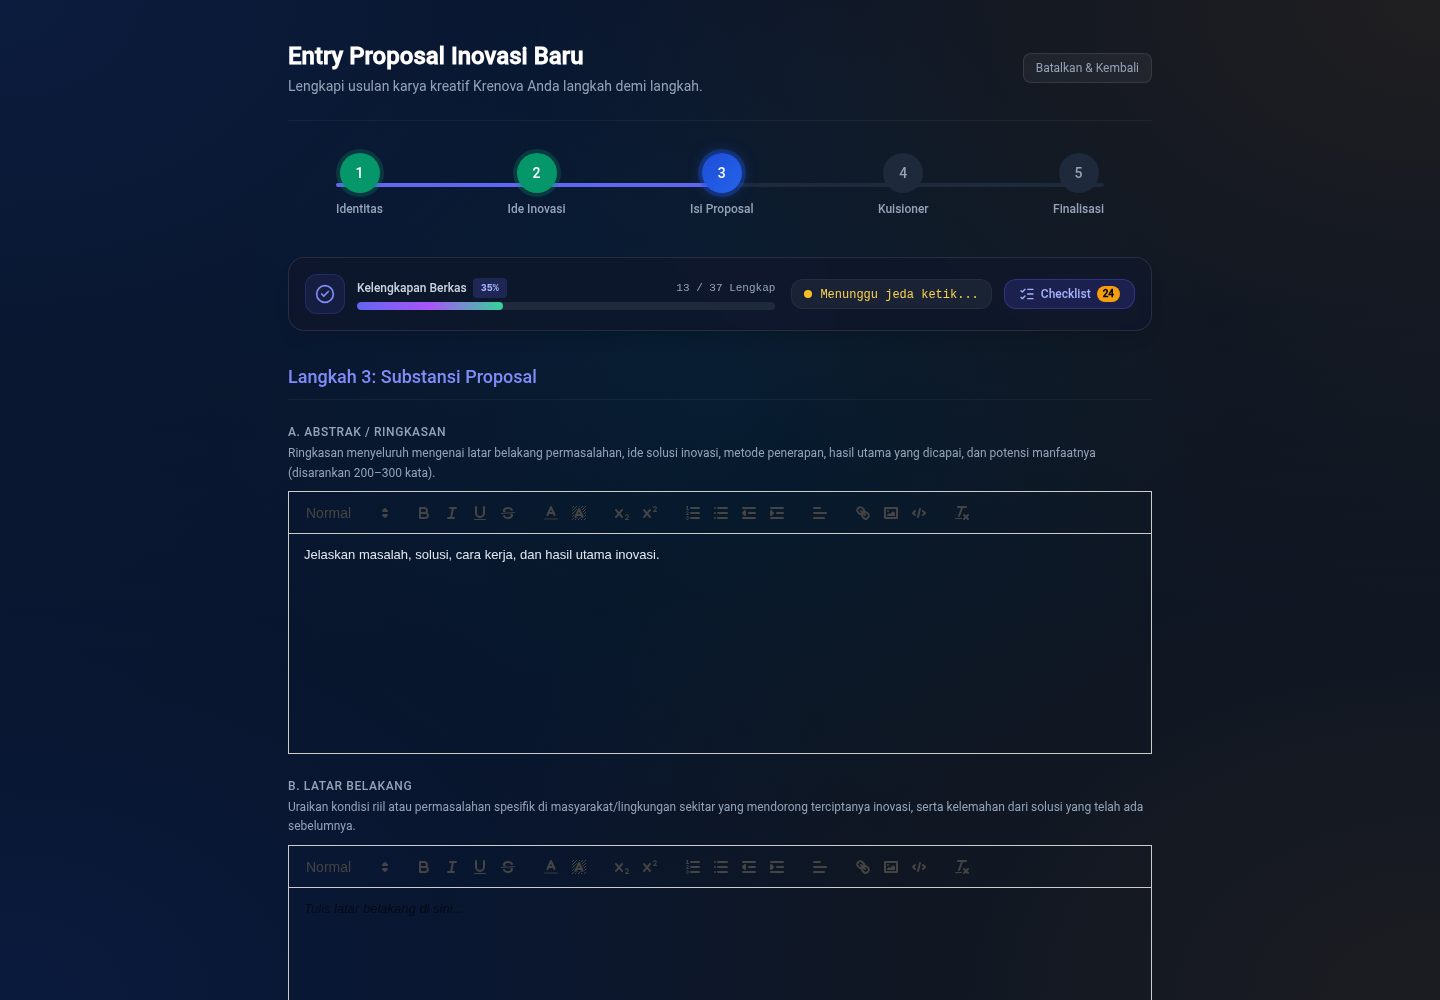 Entry Proposal Inovasi Baru
Lengkapi usulan karya kreatif Krenova Anda langkah demi langkah.
Batalkan & Kembali
1
2
3
4
5
Identitas
Ide Inovasi
Isi Proposal
Kuisioner
Finalisasi
Kelengkapan Berkas 35%
13 / 37 Lengkap
Menunggu jeda ketik...
Checklist 24
Langkah 3: Substansi Proposal
A. ABSTRAK / RINGKASAN
Ringkasan menyeluruh mengenai latar belakang permasalahan, ide solusi inovasi, metode penerapan, hasil utama yang dicapai, dan potensi manfaatnya
(disarankan 200–300 kata).
Normal
Jelaskan masalah, solusi, cara kerja, dan hasil utama inovasi.
B. LATAR BELAKANG
Uraikan kondisi riil atau permasalahan spesifik di masyarakat/lingkungan sekitar yang mendorong terciptanya inovasi, serta kelemahan dari solusi yang telah ada
sebelumnya.
Normal
Tulis latar belakang di sini...